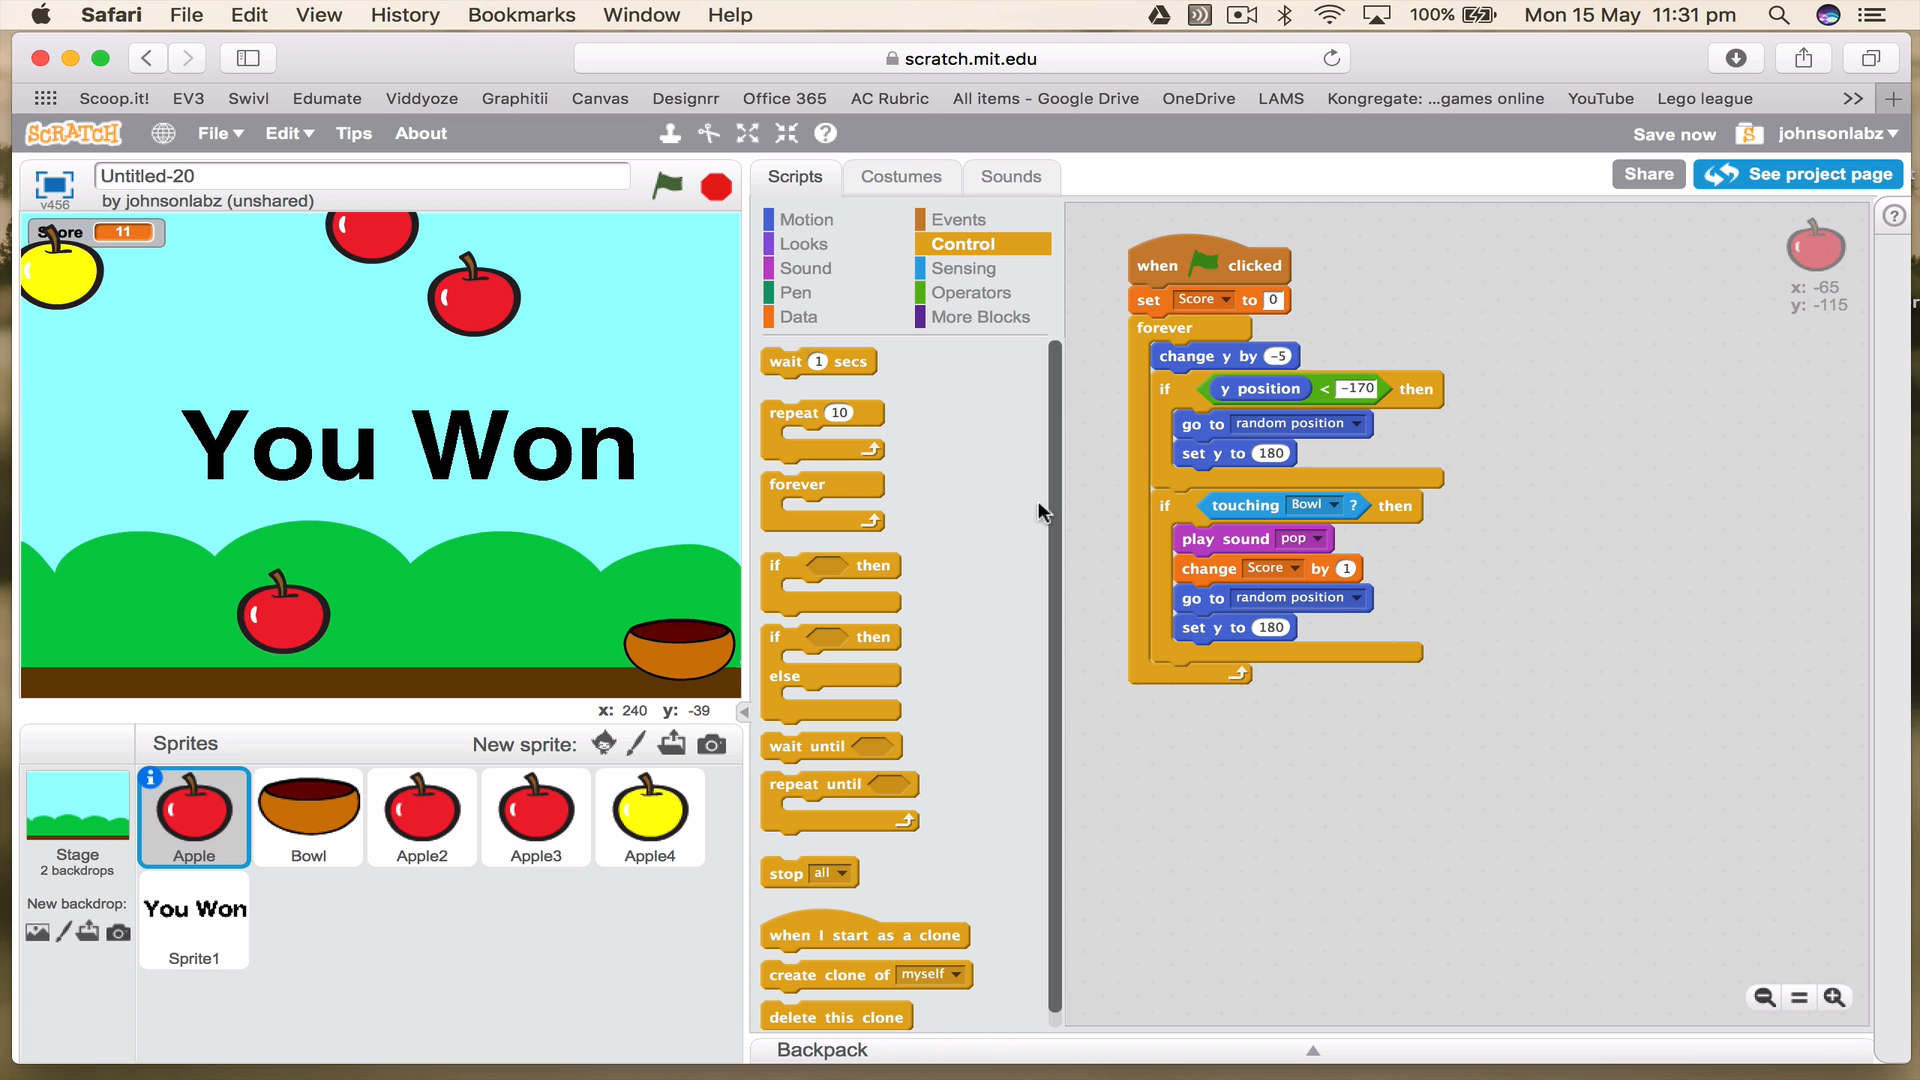 Safari File Edit View History Bookmarks Window Help 100% Mon 15 May 11:31 pm
scratch.mit.edu
Scoop.it! EV3 Swivl Edumate Viddyoze Graphitii Canvas Designrr Office 365 AC Rubric All items - Google Drive OneDrive LAMS Kongregate: ...games online YouTube Lego league >> +
SCRATCH File Edit Tips About Save now johnsonlabz
Untitled-20
v456
by johnsonlabz (unshared)
Scripts Costumes Sounds
Share See project page
Score 11
You Won
x: 240 y: -39
Motion Events
Looks Control
Sound Sensing
Pen Operators
Data More Blocks
wait 1 secs
repeat 10
forever
if then
if then
else
wait until
repeat until
stop all
when I start as a clone
create clone of myself
delete this clone
when clicked
set Score to 0
forever
change y by -5
if y position < -170 then
go to random position
set y to 180
if touching Bowl ? then
play sound pop
change Score by 1
go to random position
set y to 180
x: -65
y: -115
Sprites New sprite:
Stage
2 backdrops
New backdrop:
Apple Bowl Apple2 Apple3 Apple4
You Won
Sprite1
Backpack